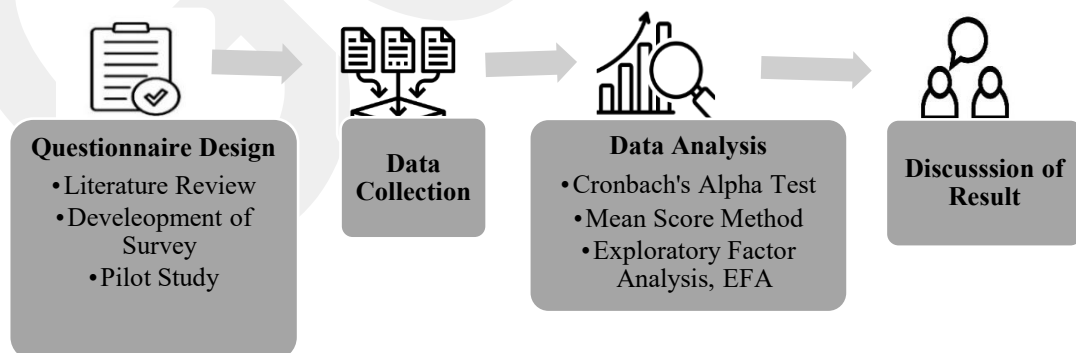 Questionnaire Design
•Literature Review
•Develeopment of
Survey
•Pilot Study
Data
Collection
Data Analysis
•Cronbach's Alpha Test
•Mean Score Method
•Exploratory Factor
Analysis, EFA
Discusssion of
Result